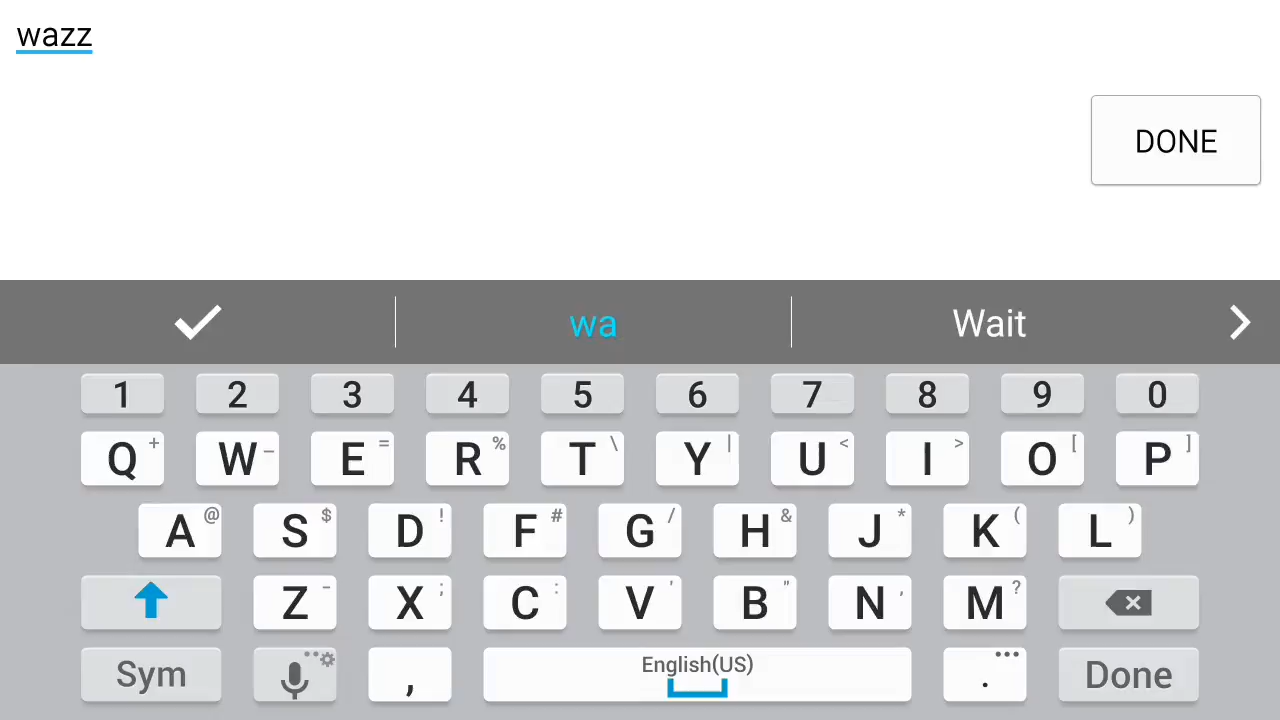 wazz
DONE
wa
Wait
1 2 3 4 5 6 7 8 9 0
Q + W - E = R % T \ Y | U < I > O [ P ]
A @ S $ D ! F # G / H & J * K ( L )
Z - X ; C : V ' B " N , M ?
Sym , English(US) . Done